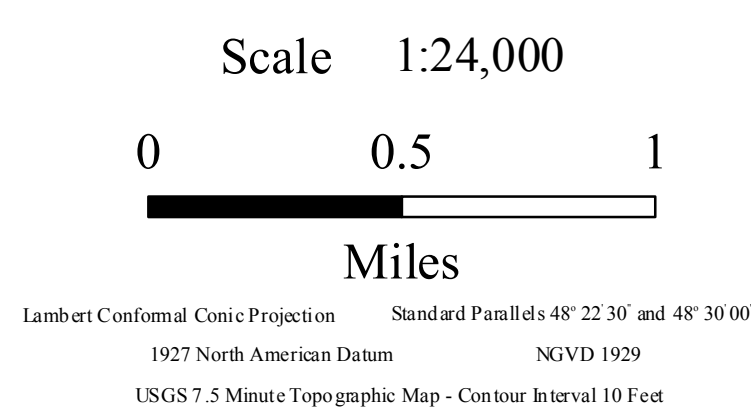 Scale 1:24,000
0 0.5 1
Miles
Lambert Conformal Conic Projection Standard Parallels 48° 22' 30" and 48° 30' 00"
1927 North American Datum NGVD 1929
USGS 7.5 Minute Topographic Map - Contour Interval 10 Feet